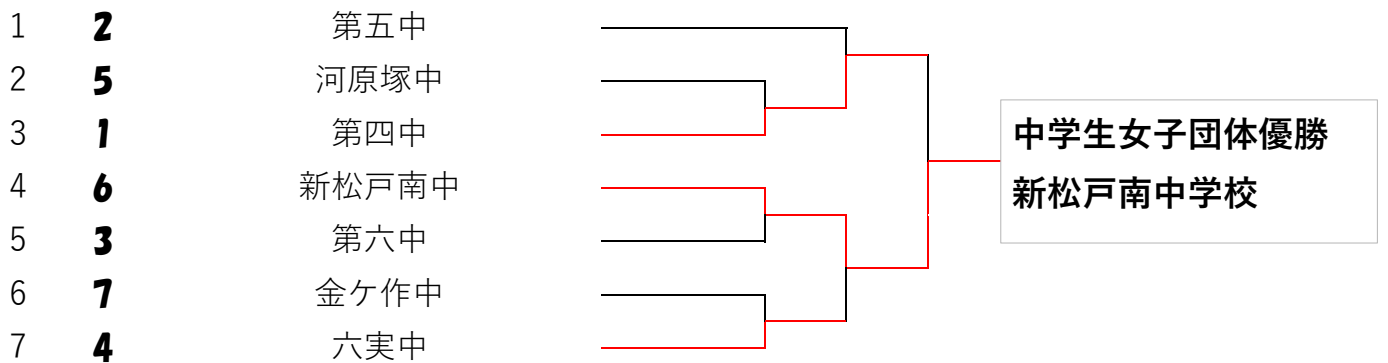 1 2 第五中
2 5 河原塚中
3 1 第四中
4 6 新松戸南中
5 3 第六中
6 7 金ケ作中
7 4 六実中
中学生女子団体優勝
新松戸南中学校